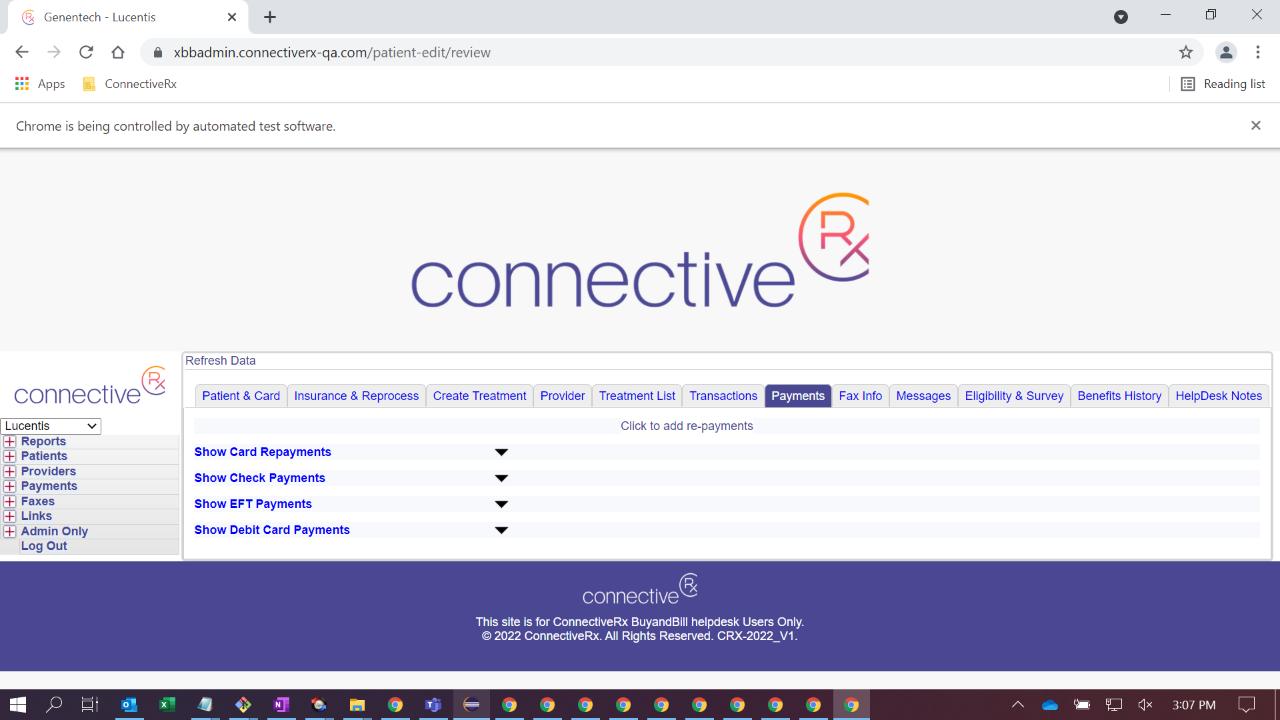 Genentech - Lucentis
xbbadmin.connectiverx-qa.com/patient-edit/review
Apps ConnectiveRx Reading list
Chrome is being controlled by automated test software.
connective Rx
connective Rx
Lucentis
Reports
Patients
Providers
Payments
Faxes
Links
Admin Only
Log Out
Refresh Data
Patient & Card Insurance & Reprocess Create Treatment Provider Treatment List Transactions Payments Fax Info Messages Eligibility & Survey Benefits History HelpDesk Notes
Click to add re-payments
Show Card Repayments
Show Check Payments
Show EFT Payments
Show Debit Card Payments
connective Rx
This site is for ConnectiveRx BuyandBill helpdesk Users Only.
© 2022 ConnectiveRx. All Rights Reserved. CRX-2022_V1.
3:07 PM